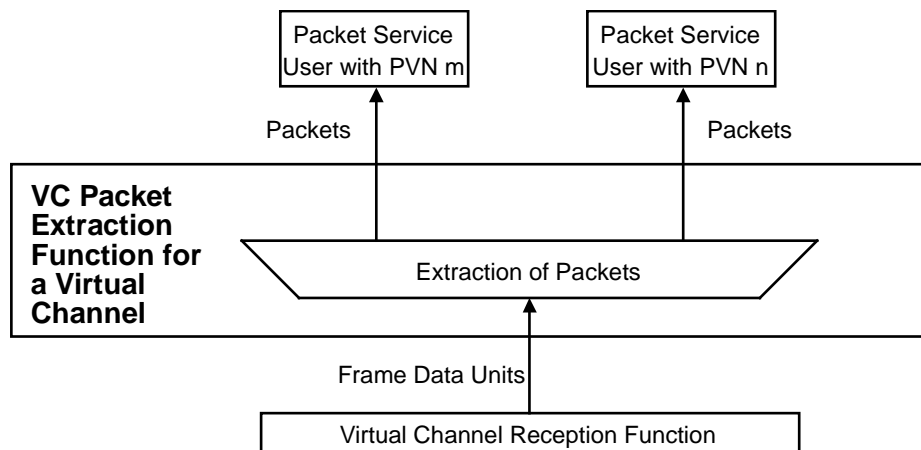 Packet Service
User with PVN m
Packet Service
User with PVN n
Packets
Packets
VC Packet
Extraction
Function for
a Virtual
Channel
Extraction of Packets
Frame Data Units
Virtual Channel Reception Function